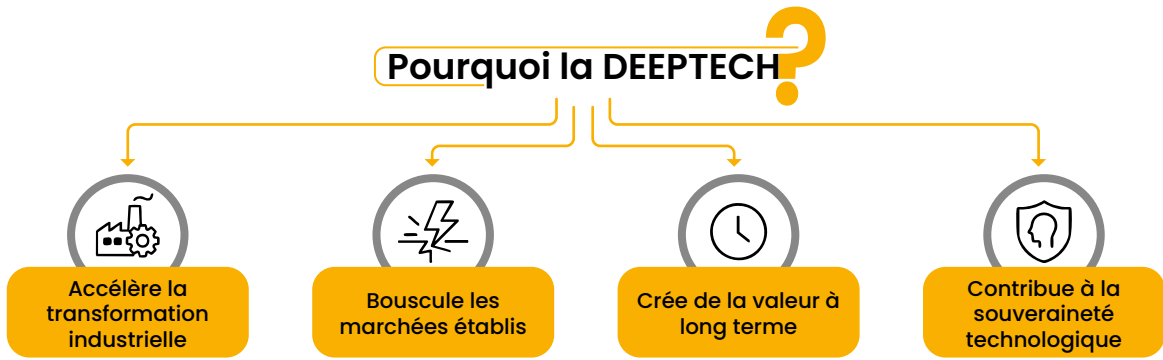 Pourquoi la DEEPTECH?
Accélère la
transformation
industrielle
Bouscule les
marchées établis
Crée de la valeur à
long terme
Contribue à la
souveraineté
technologique